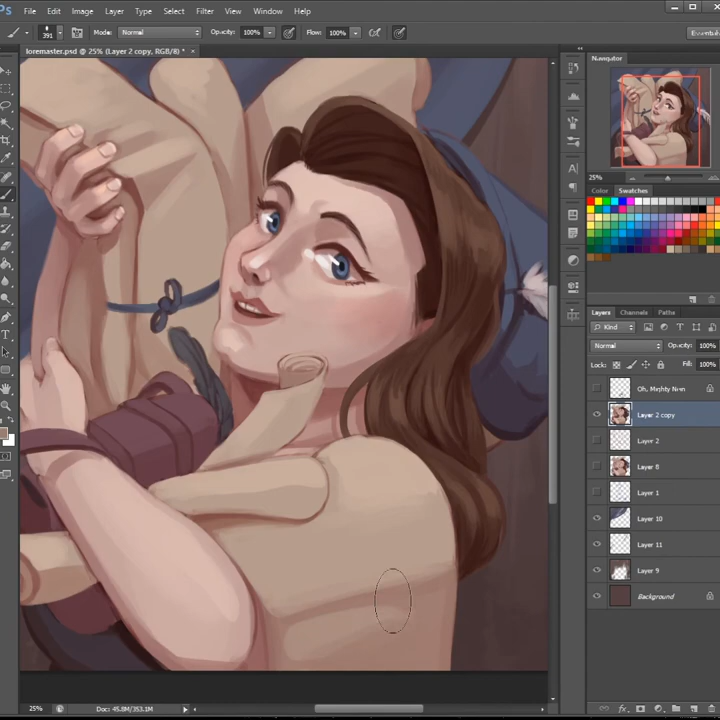 Ps File Edit Image Layer Type Select Filter View Window Help
391 Mode: Normal Opacity: 100% Flow: 100% Essentials
loremaster.psd @ 25% (Layer 2 copy, RGB/8) * ×
Navigator
25%
Color Swatches
Layers Channels Paths
Kind
Normal Opacity: 100%
Lock: Fill: 100%
Layer 2 copy
Layer 2
Layer 8
Layer 1
Layer 10
Layer 11
Layer 9
Background
25% Doc: 45.8M/353.1M